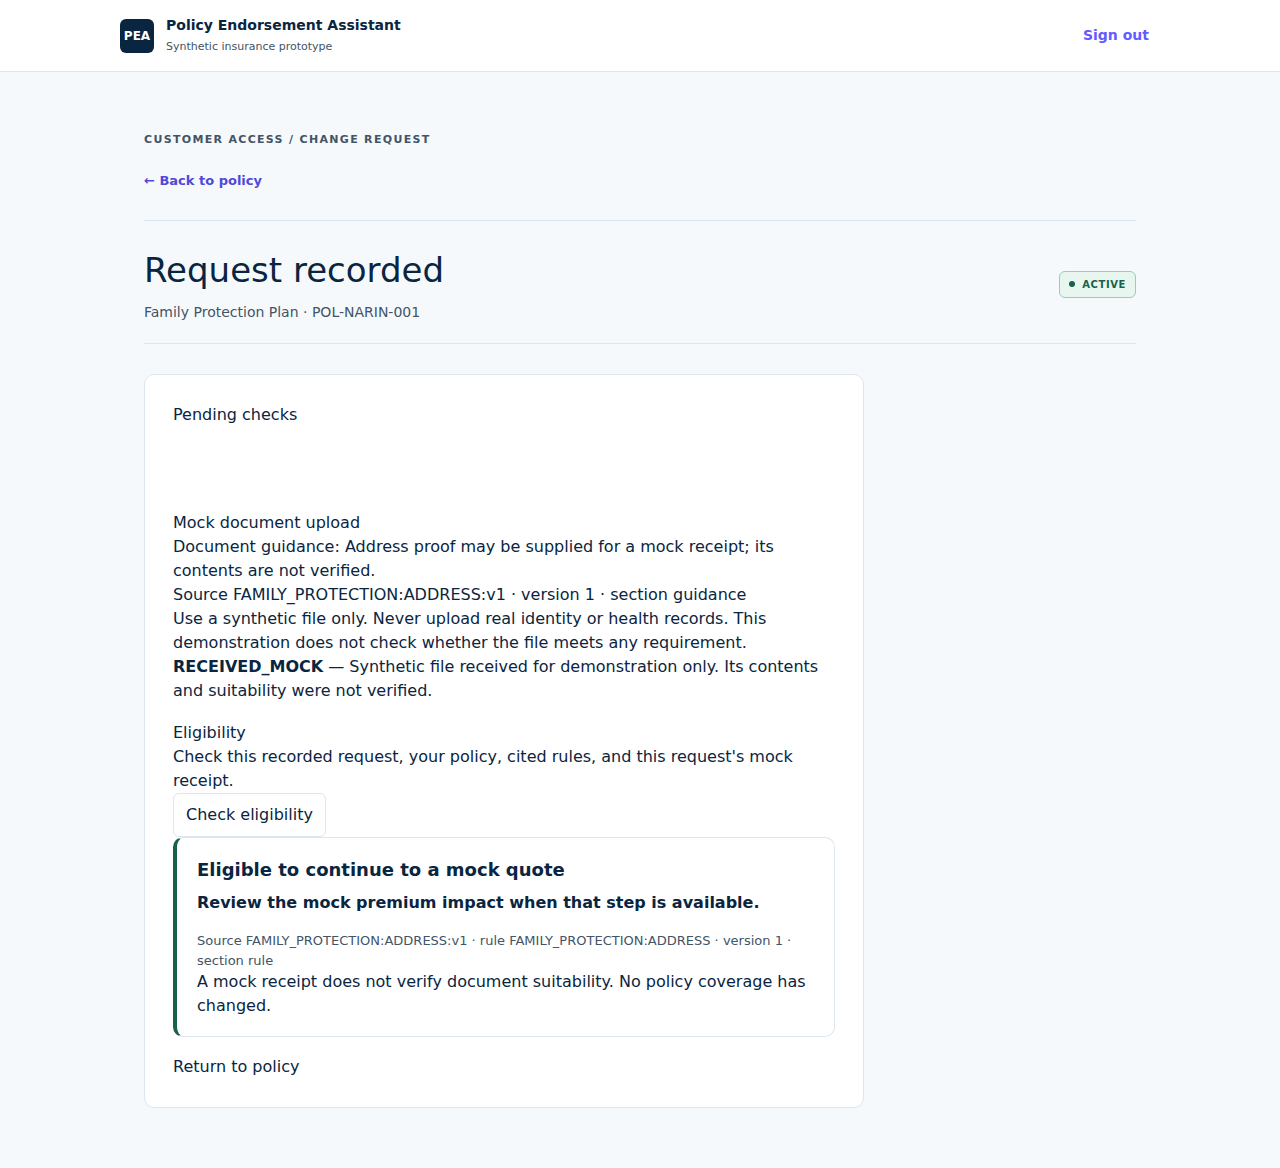 PEA
Policy Endorsement Assistant
Synthetic insurance prototype
Sign out
CUSTOMER ACCESS / CHANGE REQUEST
← Back to policy
Request recorded
Family Protection Plan · POL-NARIN-001
ACTIVE
Pending checks
Mock document upload
Document guidance: Address proof may be supplied for a mock receipt; its
contents are not verified.
Source FAMILY_PROTECTION:ADDRESS:v1 · version 1 · section guidance
Use a synthetic file only. Never upload real identity or health records. This
demonstration does not check whether the file meets any requirement.
RECEIVED_MOCK — Synthetic file received for demonstration only. Its contents
and suitability were not verified.
Eligibility
Check this recorded request, your policy, cited rules, and this request's mock
receipt.
Check eligibility
Eligible to continue to a mock quote
Review the mock premium impact when that step is available.
Source FAMILY_PROTECTION:ADDRESS:v1 · rule FAMILY_PROTECTION:ADDRESS · version 1 ·
section rule
A mock receipt does not verify document suitability. No policy coverage has
changed.
Return to policy